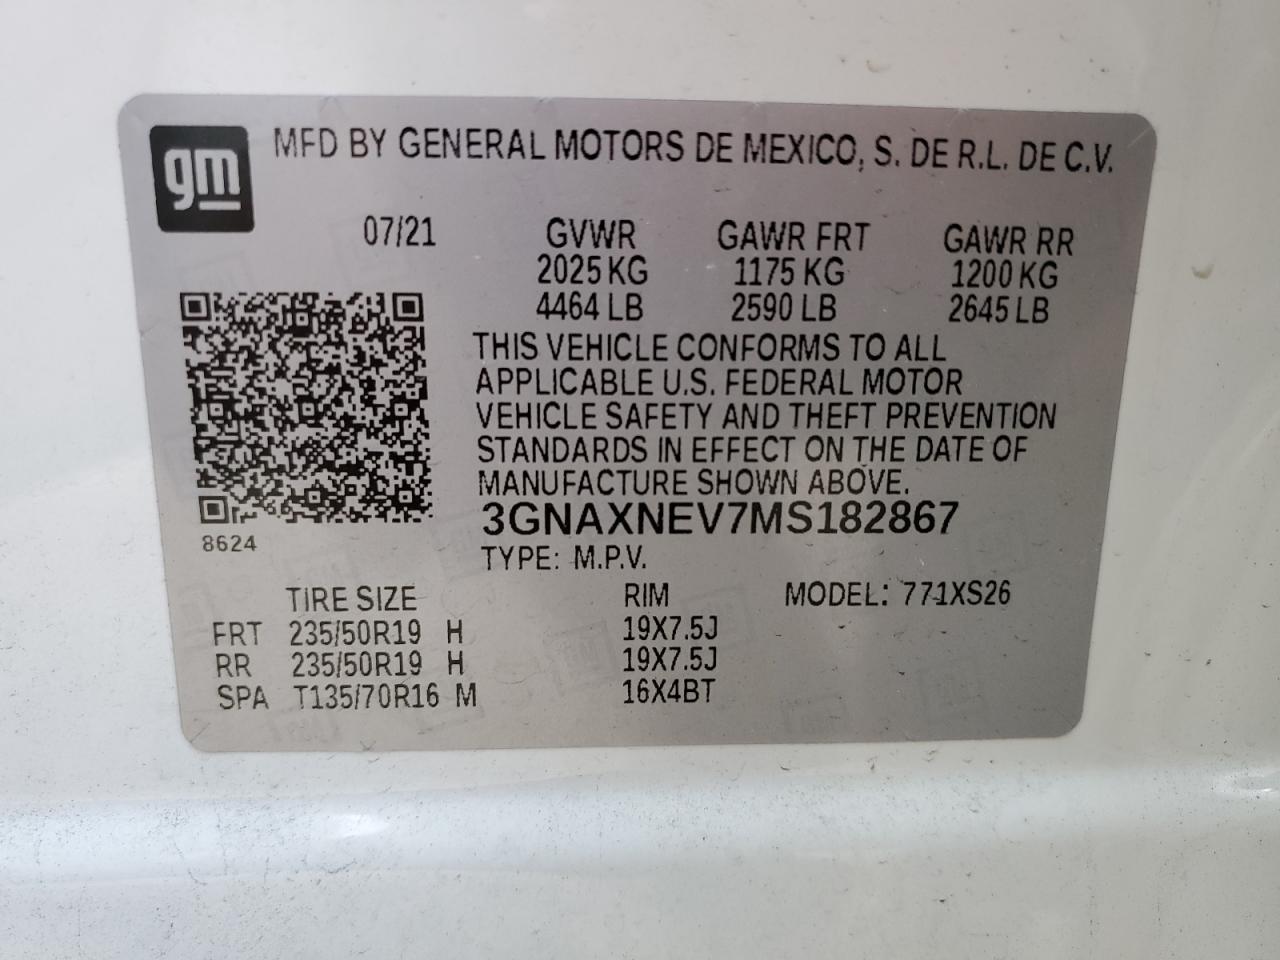 gm
MFD BY GENERAL MOTORS DE MEXICO, S. DE R.L. DE C.V.
07/21 GVWR GAWR FRT GAWR RR
2025 KG 1175 KG 1200 KG
4464 LB 2590 LB 2645 LB
THIS VEHICLE CONFORMS TO ALL
APPLICABLE U.S. FEDERAL MOTOR
VEHICLE SAFETY AND THEFT PREVENTION
STANDARDS IN EFFECT ON THE DATE OF
MANUFACTURE SHOWN ABOVE.
3GNAXNEV7MS182867
8624
TYPE: M.P.V.
TIRE SIZE RIM MODEL: 771XS26
FRT 235/50R19 H 19X7.5J
RR 235/50R19 H 19X7.5J
SPA T135/70R16 M 16X4BT